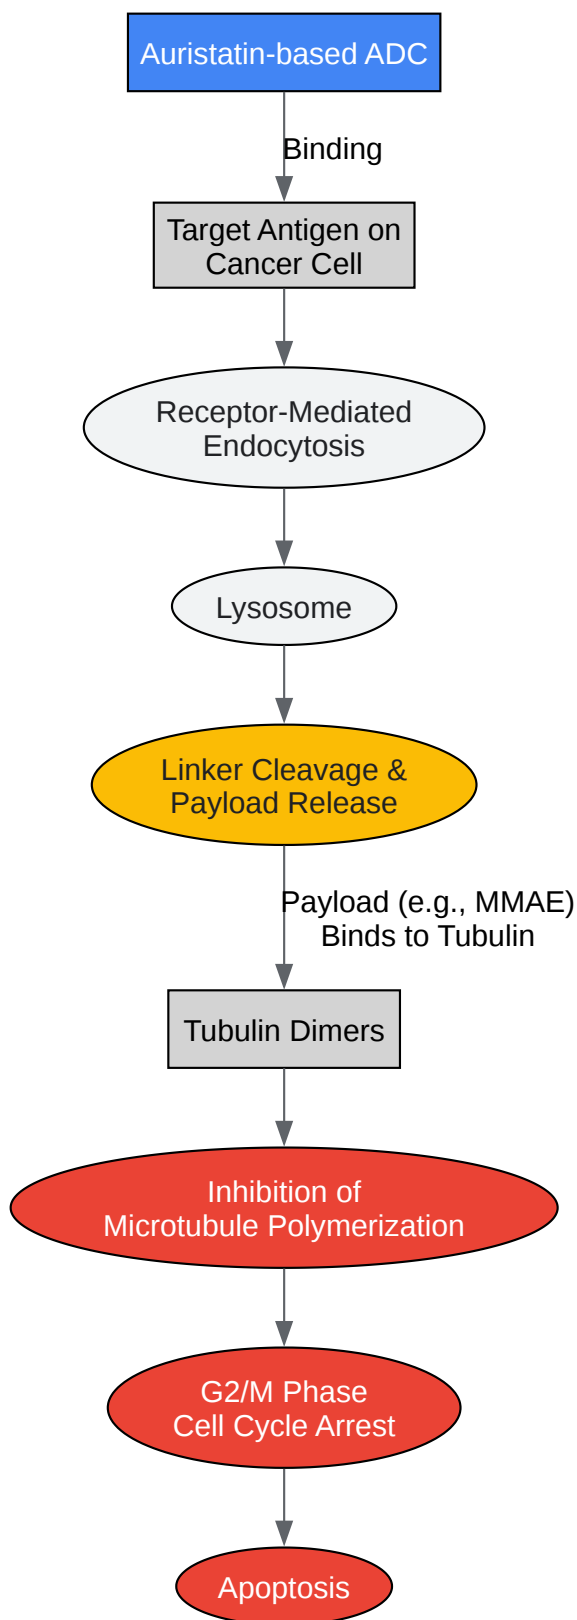 Auristatin-based ADC
Binding
Target Antigen on
Cancer Cell
Receptor-Mediated
Endocytosis
Lysosome
Linker Cleavage &
Payload Release
Payload (e.g., MMAE)
Binds to Tubulin
Tubulin Dimers
Inhibition of
Microtubule Polymerization
G2/M Phase
Cell Cycle Arrest
Apoptosis